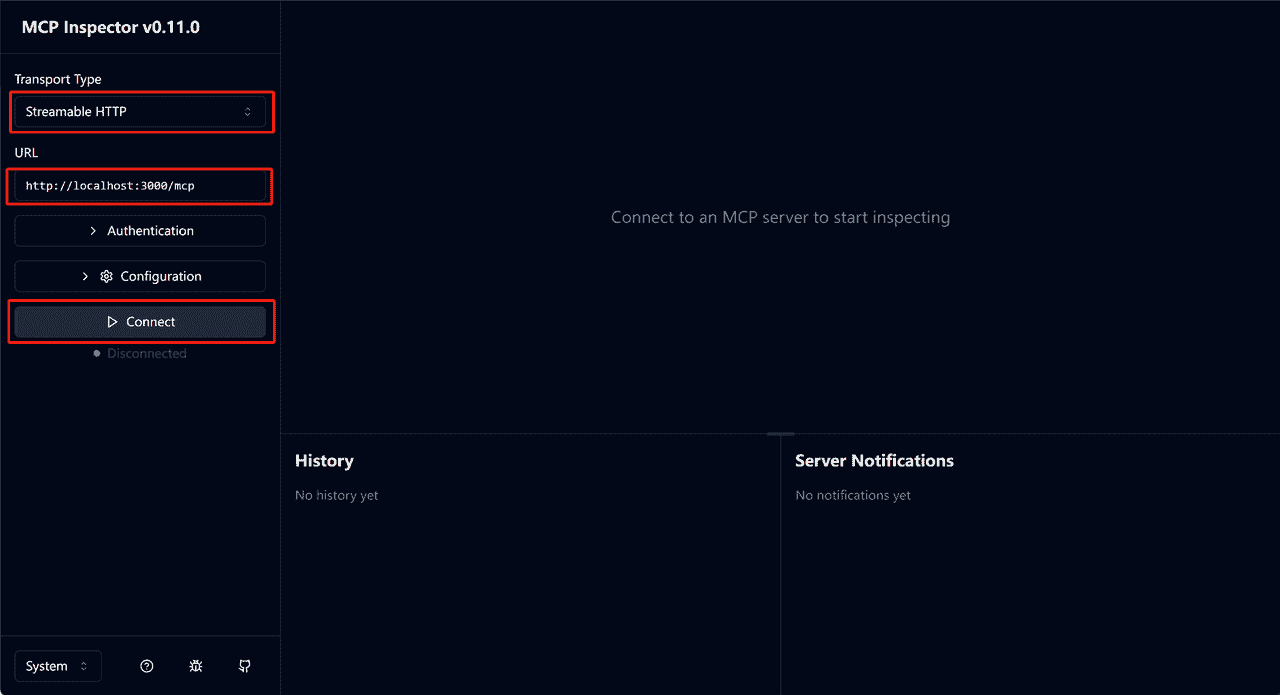 MCP Inspector v0.11.0
Transport Type
Streamable HTTP
URL
http://localhost:3000/mcp
Authentication
Configuration
Connect
Disconnected
System
Connect to an MCP server to start inspecting
History
No history yet
Server Notifications
No notifications yet